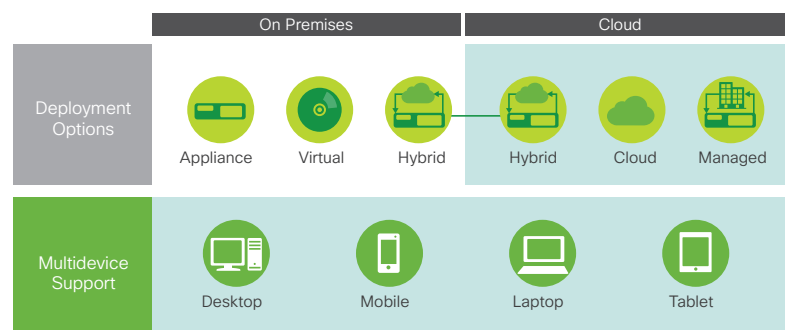 On Premises
Cloud
Deployment
Options
Appliance
Virtual
Hybrid
Hybrid
Cloud
Managed
Multidevice
Support
Desktop
Mobile
Laptop
Tablet